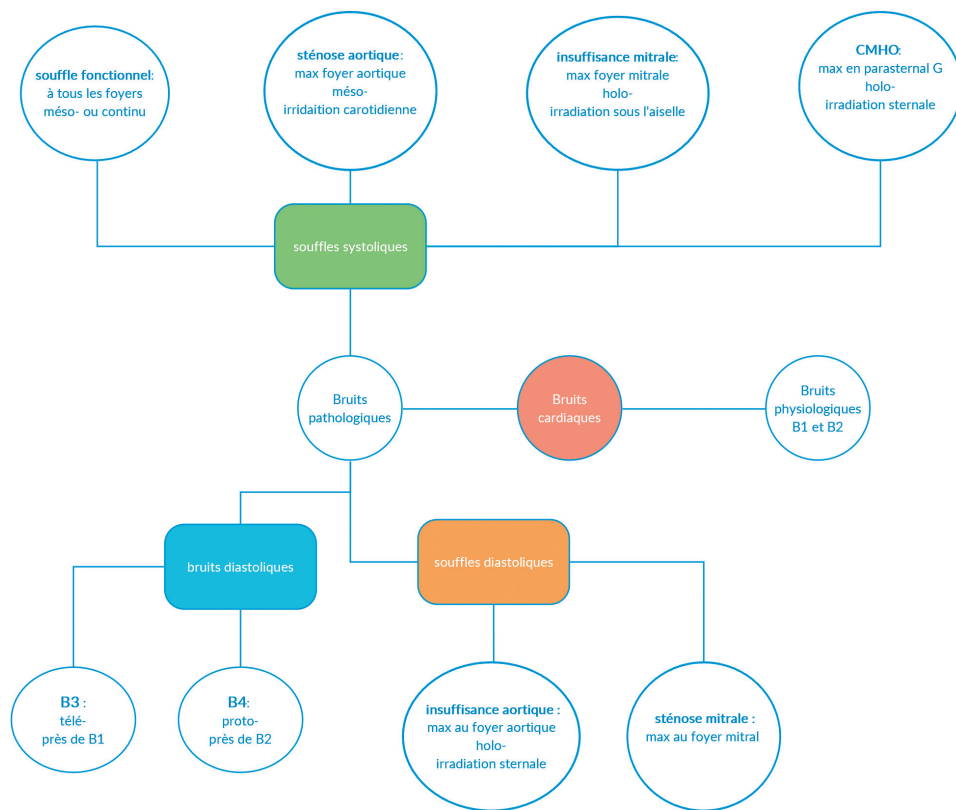 souffle fonctionnel:
à tous les foyers
méso- ou continu
sténose aortique:
max foyer aortique
méso-
irridaition carotidienne
insuffisance mitrale:
max foyer mitrale
holo-
irradiation sous l'aiselle
CMHO:
max en parasternal G
holo-
irradiation sternale
souffles systoliques
Bruits
pathologiques
Bruits
cardiaques
Bruits
physiologiques
B1 et B2
bruits diastoliques
souffles diastoliques
B3 :
télé-
près de B1
B4:
proto-
près de B2
insuffisance aortique :
max au foyer aortique
holo-
irradiation sternale
sténose mitrale :
max au foyer mitral